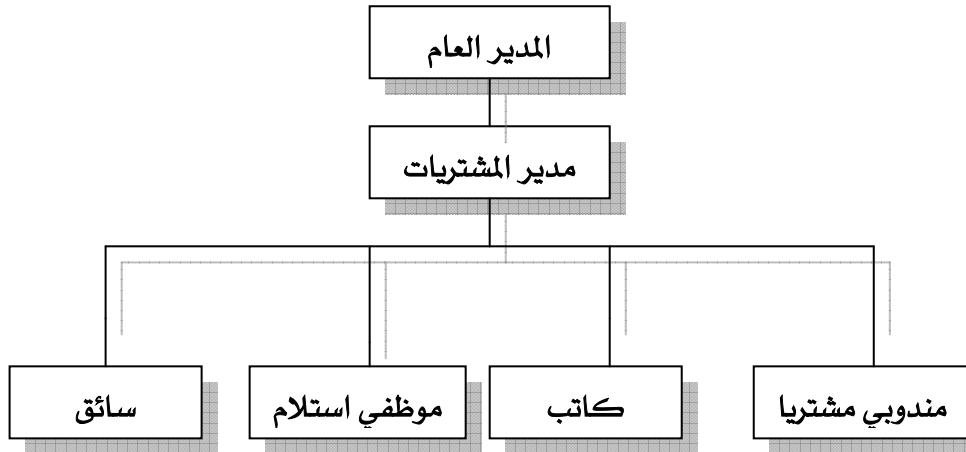 المدير العام
مدير المشتريات
مندوبي مشتريا
كاتب
موظفي استلام
سائق